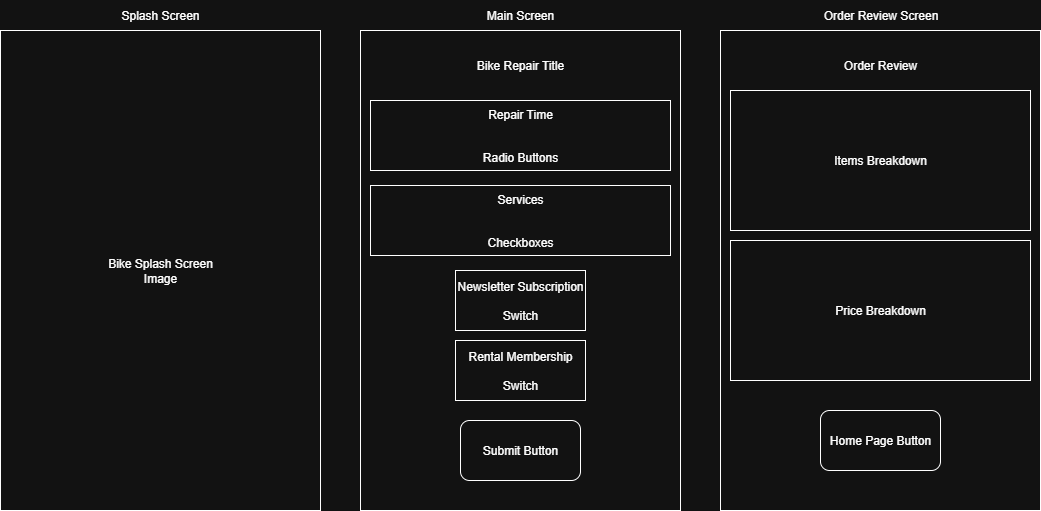 Splash Screen
Bike Splash Screen
Image
Main Screen
Bike Repair Title
Repair Time
Radio Buttons
Services
Checkboxes
Newsletter Subscription
Switch
Rental Membership
Switch
Submit Button
Order Review Screen
Order Review
Items Breakdown
Price Breakdown
Home Page Button